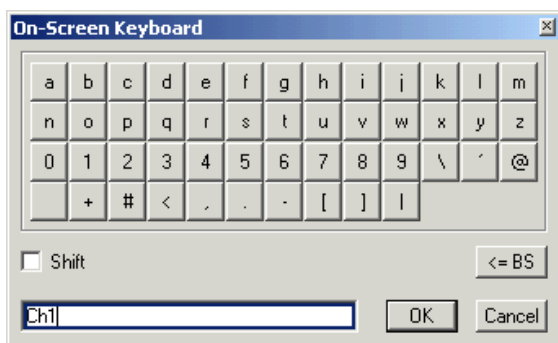 On-Screen Keyboard
a b c d e f g h i j k l m
n o p q r s t u v w x y z
0 1 2 3 4 5 6 7 8 9 \ ´ @
+ # < , . - [ ] |
Shift <= BS
Ch1 OK Cancel